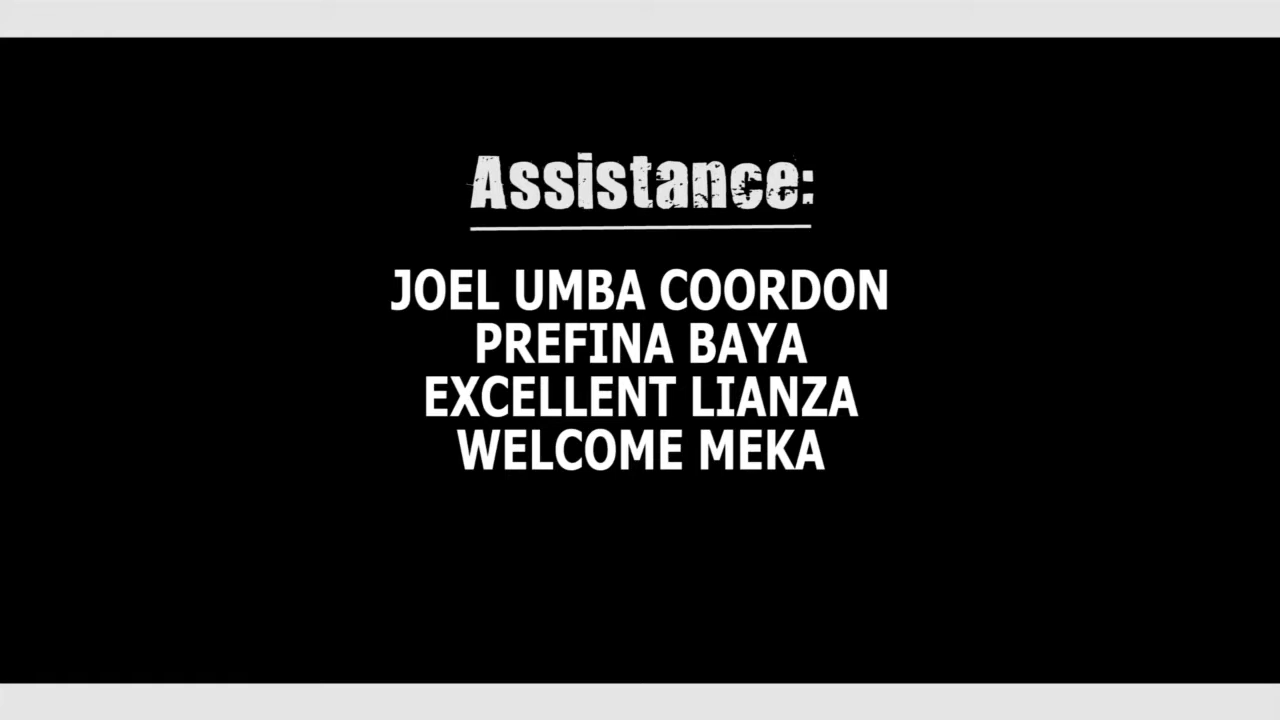 Assistance:
JOEL UMBA COORDON
PREFINA BAYA
EXCELLENT LIANZA
WELCOME MEKA